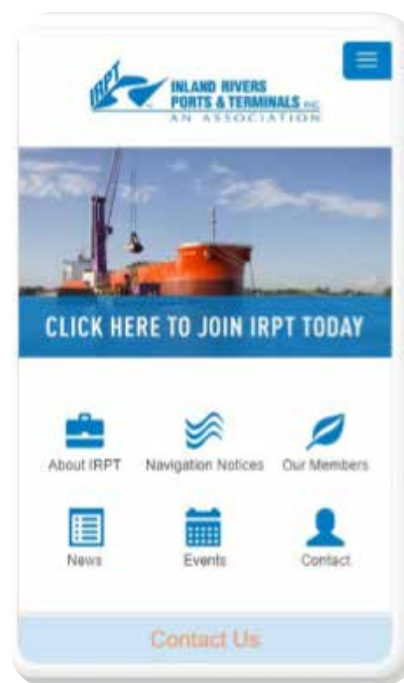 IRPT
INLAND RIVERS
PORTS & TERMINALS INC
AN ASSOCIATION
CLICK HERE TO JOIN IRPT TODAY
About IRPT Navigation Notices Our Members
News Events Contact
Contact Us